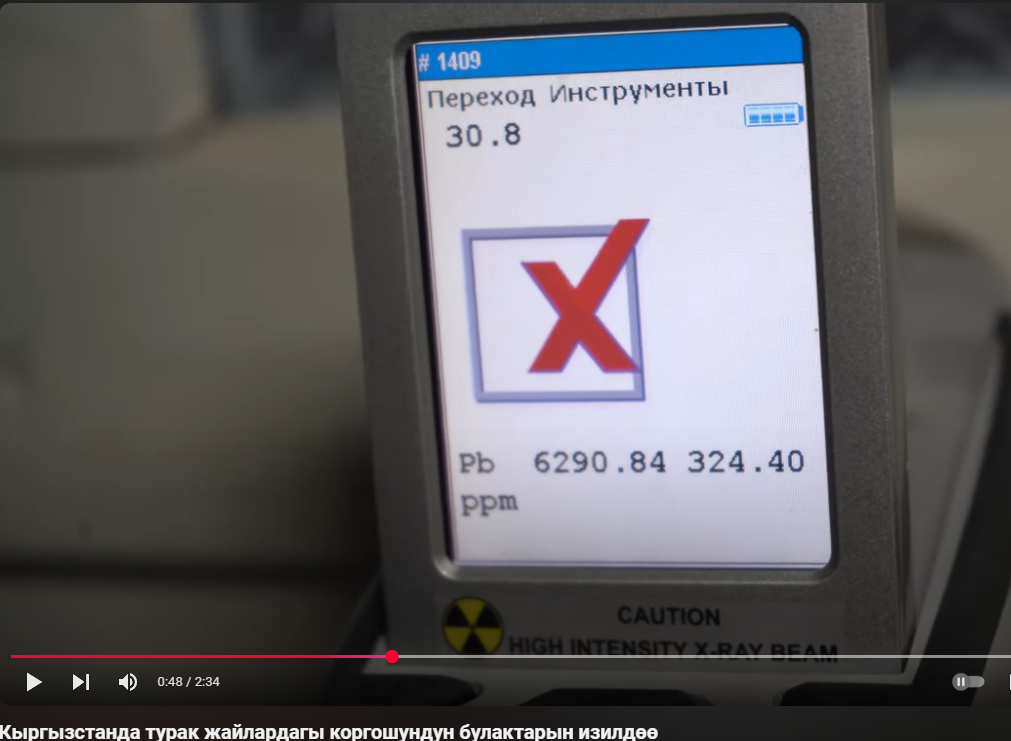 # 1409
Переход Инструменты
30.8
Pb 6290.84 324.40
ppm
CAUTION
HIGH INTENSITY X-RAY BEAM
0:48 / 2:34
Кыргызстанда турак жайлардагы коргошундун булактарын изилдөө